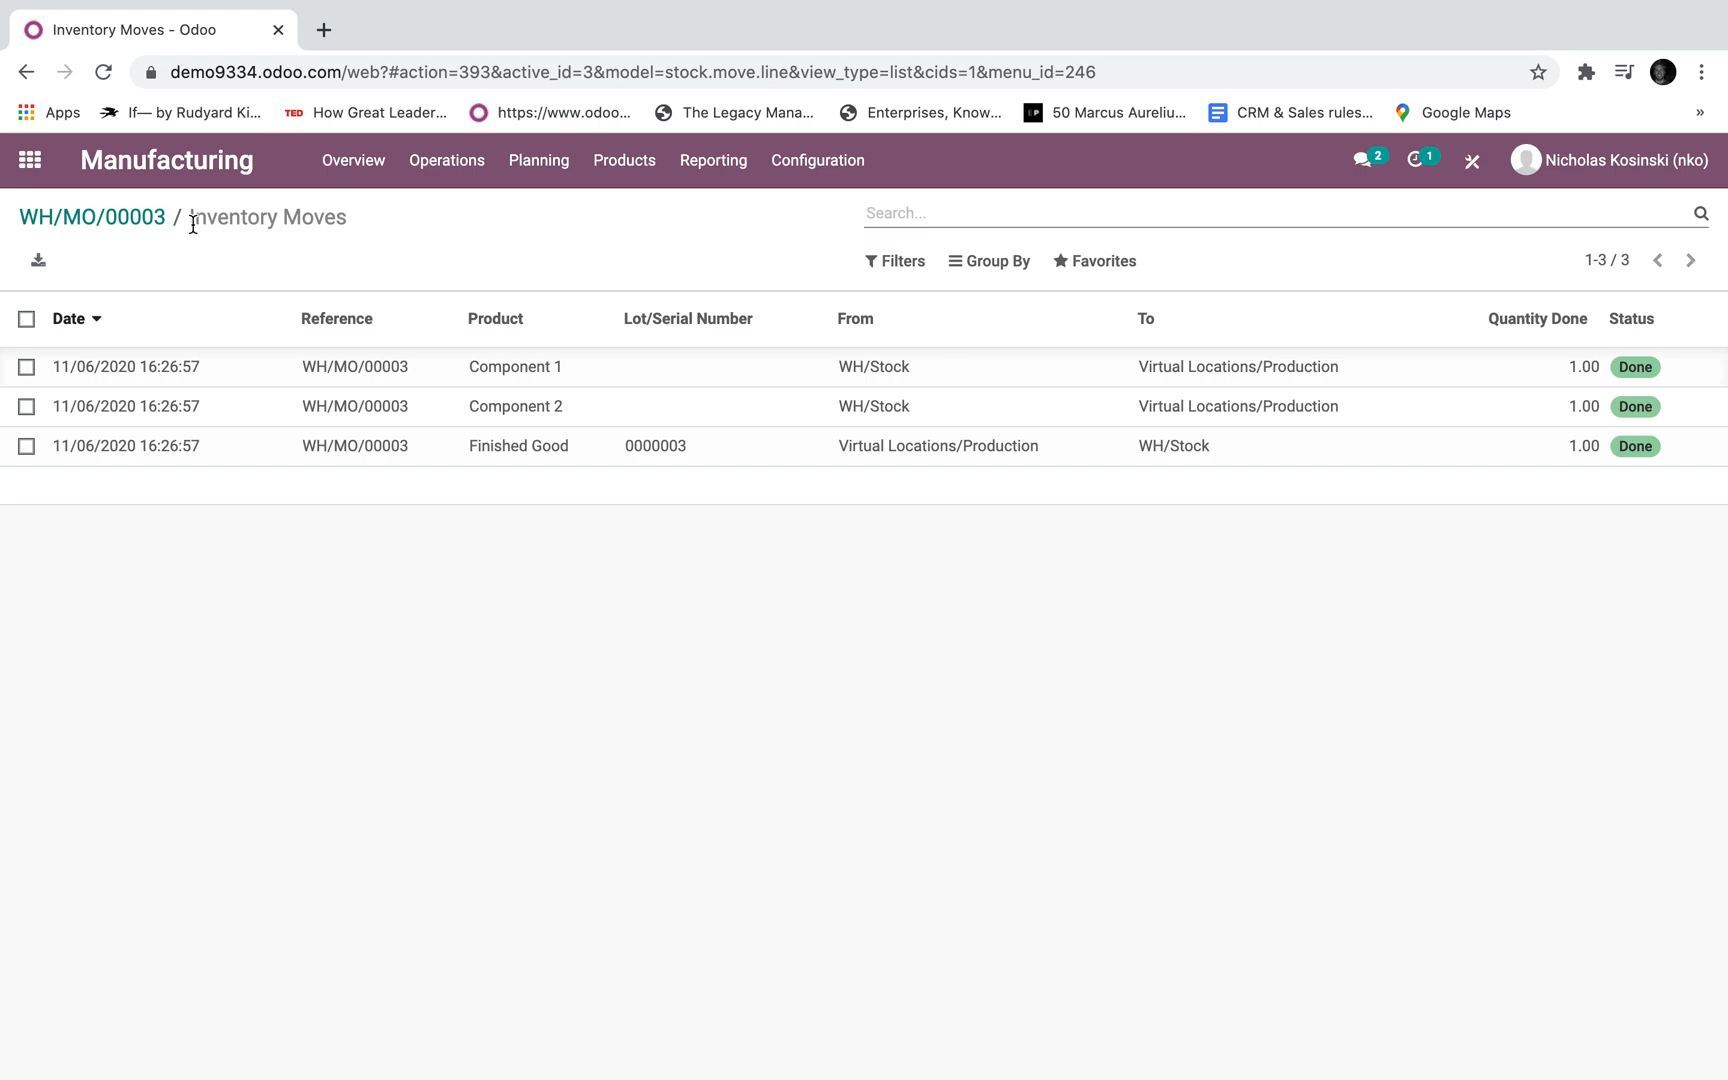 Inventory Moves - Odoo
demo9334.odoo.com/web?#action=393&active_id=3&model=stock.move.line&view_type=list&cids=1&menu_id=246
Apps If— by Rudyard Ki... TED How Great Leader... https://www.odoo... The Legacy Mana... Enterprises, Know... 50 Marcus Aureliu... CRM & Sales rules... Google Maps »
Manufacturing Overview Operations Planning Products Reporting Configuration 2 1 Nicholas Kosinski (nko)
WH/MO/00003 / Inventory Moves Search...
Filters Group By Favorites 1-3 / 3
Date Reference Product Lot/Serial Number From To Quantity Done Status
11/06/2020 16:26:57 WH/MO/00003 Component 1 WH/Stock Virtual Locations/Production 1.00 Done
11/06/2020 16:26:57 WH/MO/00003 Component 2 WH/Stock Virtual Locations/Production 1.00 Done
11/06/2020 16:26:57 WH/MO/00003 Finished Good 0000003 Virtual Locations/Production WH/Stock 1.00 Done